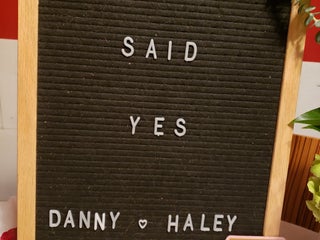 SAID
YES
DANNY ♡ HALEY